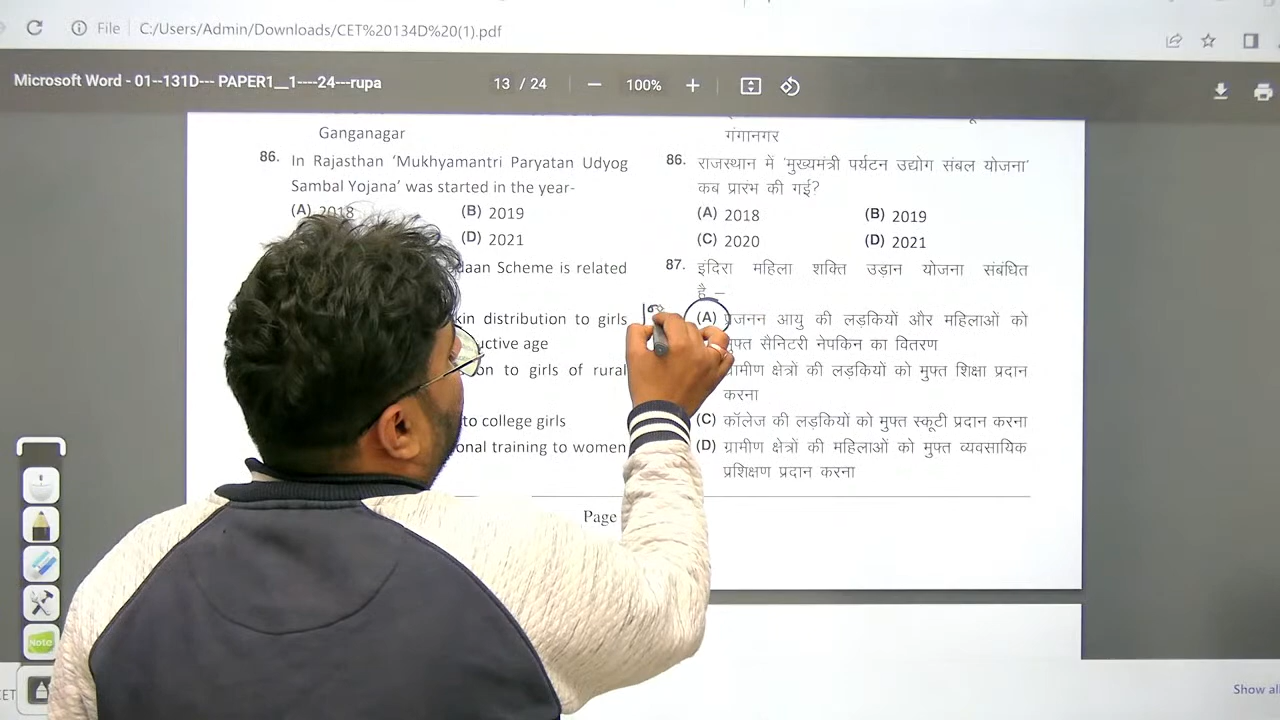 File C:/Users/Admin/Downloads/CET%20134D%20(1).pdf
Microsoft Word - 01--131D--- PAPER1__1----24---rupa
13 / 24
100%
Ganganagar
86. In Rajasthan 'Mukhyamantri Paryatan Udyog
Sambal Yojana' was started in the year-
(A) 2018 (B) 2019
(D) 2021
Scheme is related
distribution to girls
age
to girls of rural
to college girls
training to women
Page
गंगानगर
86. राजस्थान में 'मुख्यमंत्री पर्यटन उद्योग संबल योजना'
कब प्रारंभ की गई?
(A) 2018 (B) 2019
(C) 2020 (D) 2021
87. इंदिरा महिला शक्ति उड़ान योजना संबंधित
है –
(A) प्रजनन आयु की लड़कियों और महिलाओं को
मुफ्त सैनिटरी नेपकिन का वितरण
ग्रामीण क्षेत्रों की लड़कियों को मुफ्त शिक्षा प्रदान
करना
(C) कॉलेज की लड़कियों को मुफ्त स्कूटी प्रदान करना
(D) ग्रामीण क्षेत्रों की महिलाओं को मुफ्त व्यवसायिक
प्रशिक्षण प्रदान करना
Note
CET
Show all